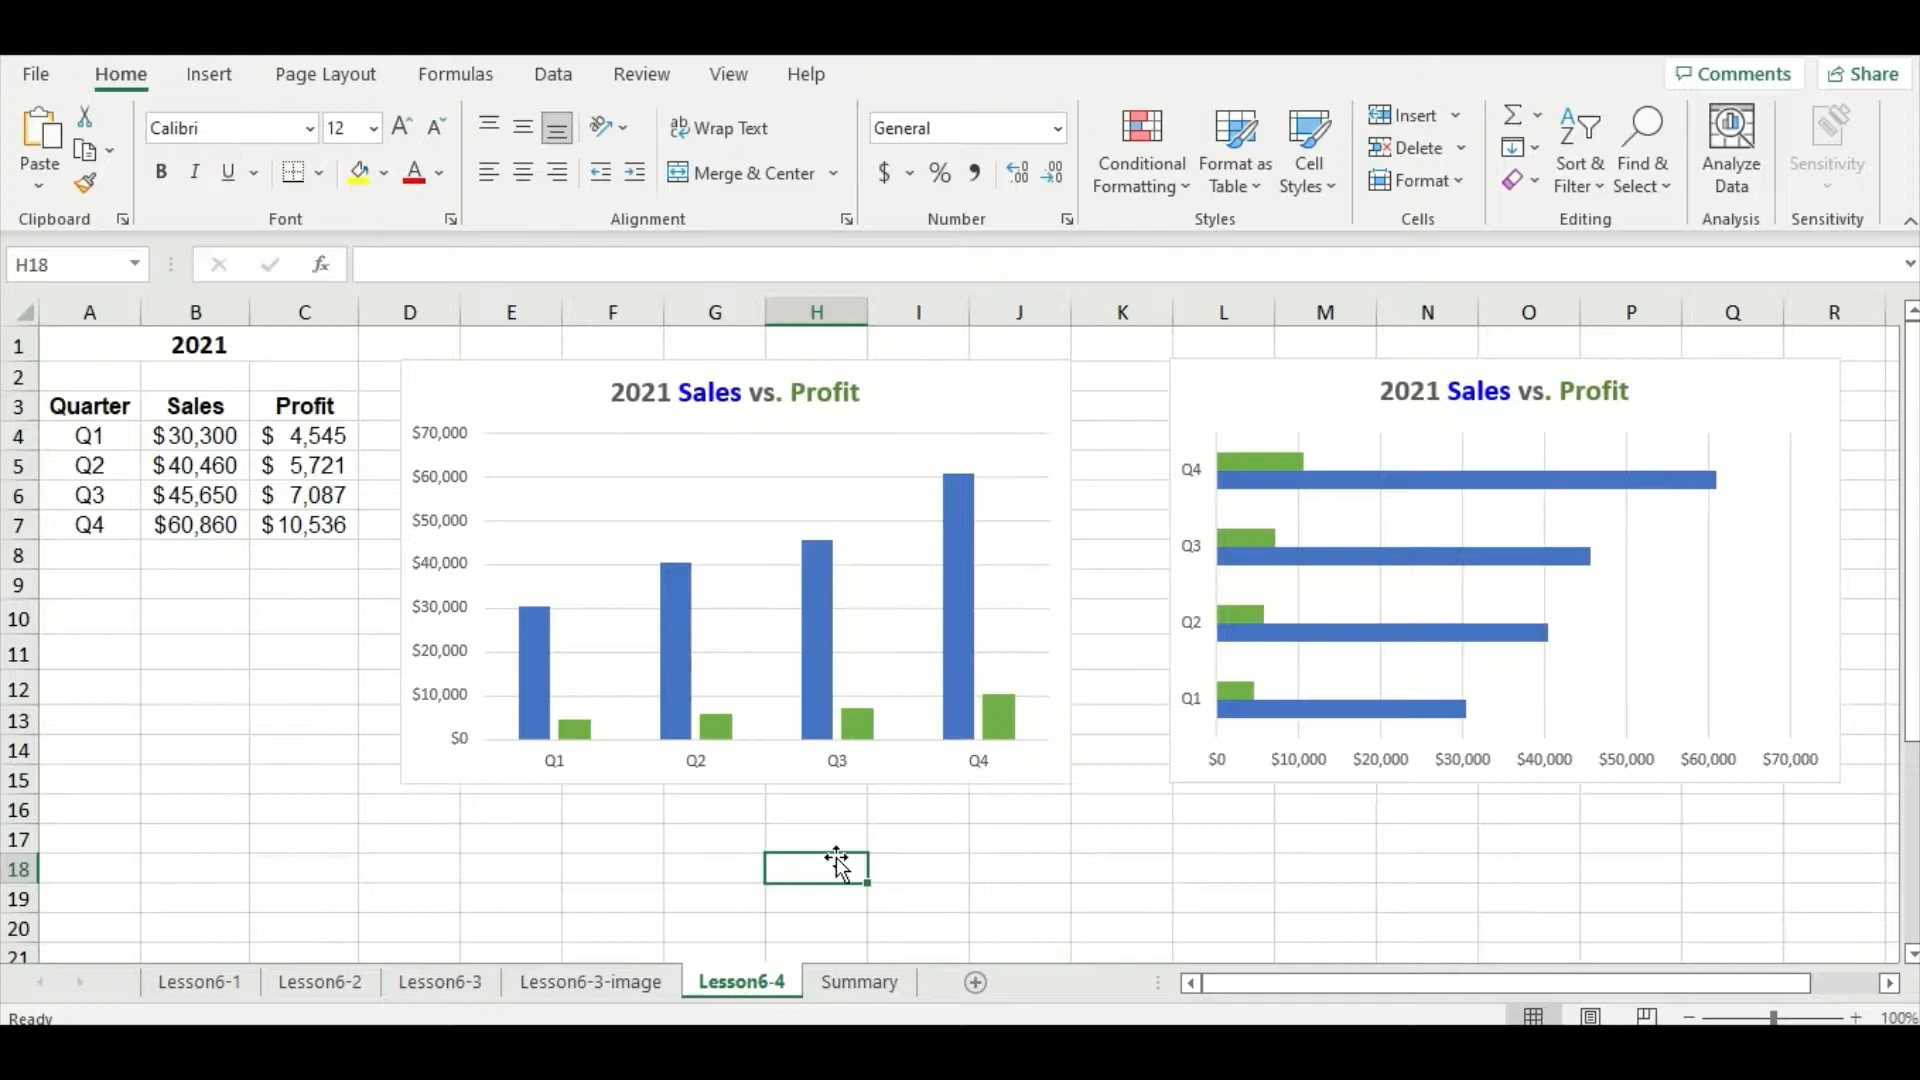 File Home Insert Page Layout Formulas Data Review View Help Comments Share
Paste
Clipboard
Calibri 12
B I U A
Font
ab Wrap Text
Merge & Center
Alignment
General
$ % ,
Number
Conditional Formatting
Format as Table
Cell Styles
Styles
Insert
Delete
Format
Cells
Sort & Filter
Find & Select
Editing
Analyze Data
Analysis
Sensitivity
Sensitivity
H18 fx
A B C D E F G H I J K L M N O P Q R
1 2021
2
3 Quarter Sales Profit
4 Q1 $30,300 $ 4,545
5 Q2 $40,460 $ 5,721
6 Q3 $45,650 $ 7,087
7 Q4 $60,860 $10,536
8
9
10
11
12
13
14
15
16
17
18
19
20
21
2021 Sales vs. Profit
$70,000
$60,000
$50,000
$40,000
$30,000
$20,000
$10,000
$0
Q1 Q2 Q3 Q4
2021 Sales vs. Profit
Q4
Q3
Q2
Q1
$0 $10,000 $20,000 $30,000 $40,000 $50,000 $60,000 $70,000
Lesson6-1 Lesson6-2 Lesson6-3 Lesson6-3-image Lesson6-4 Summary
Ready 100%